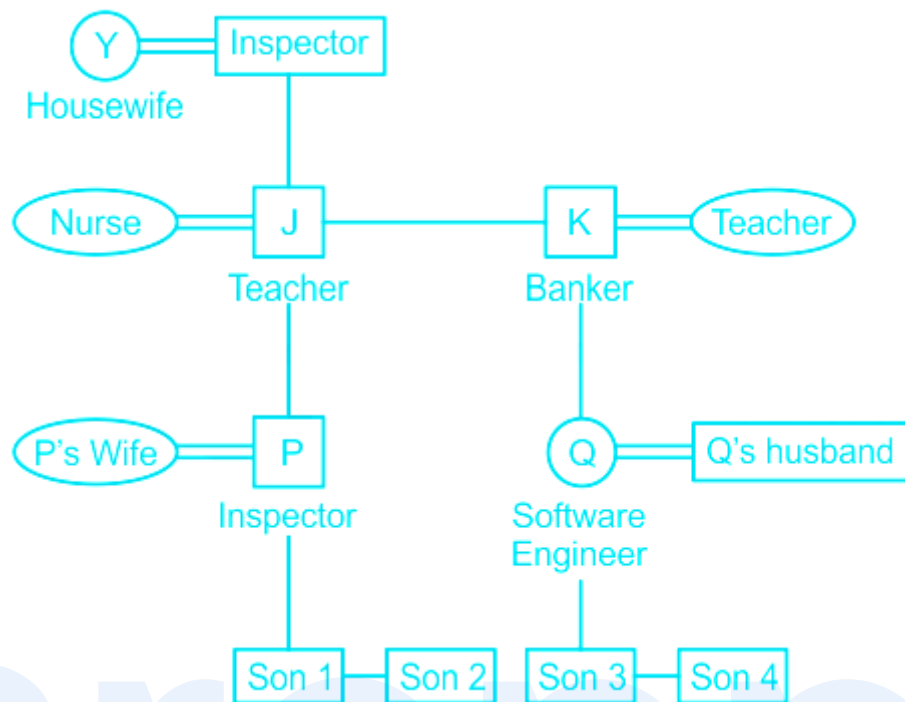 Y
Inspector
Housewife
Nurse
J
K
Teacher
Teacher
Banker
P's Wife
P
Q
Q's husband
Inspector
Software
Engineer
Son 1
Son 2
Son 3
Son 4